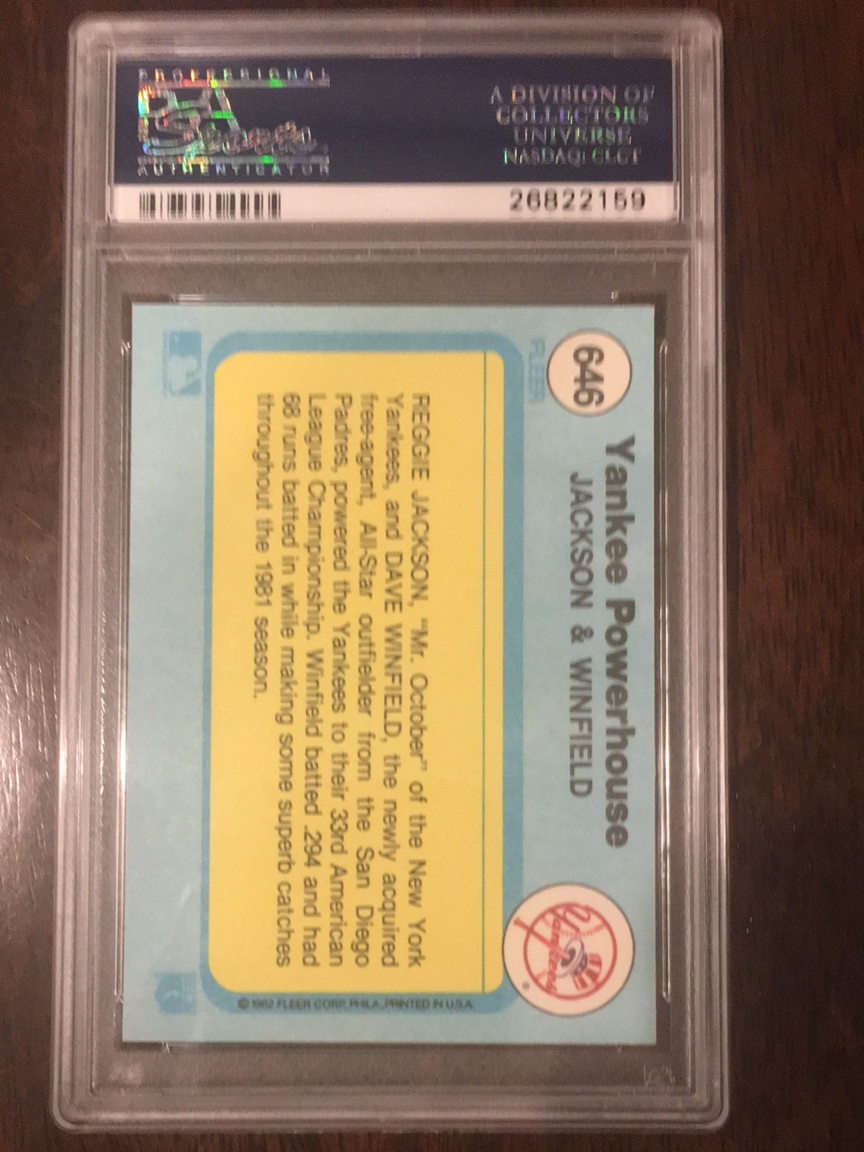 PROFESSIONAL
PSA
Sports
AUTHENTICATOR
A DIVISION OF
COLLECTORS
UNIVERSE
NASDAQ: CLCT
26822159
646
FLEER
Yankee Powerhouse
JACKSON & WINFIELD
Yankees
REGGIE JACKSON, "Mr. October" of the New York
Yankees, and DAVE WINFIELD, the newly acquired
free-agent, All-Star outfielder from the San Diego
Padres, powered the Yankees to their 33rd American
League Championship. Winfield batted .294 and had
68 runs batted in while making some superb catches
throughout the 1981 season.
© 1982 FLEER CORP. PHILA. PRINTED IN U.S.A.